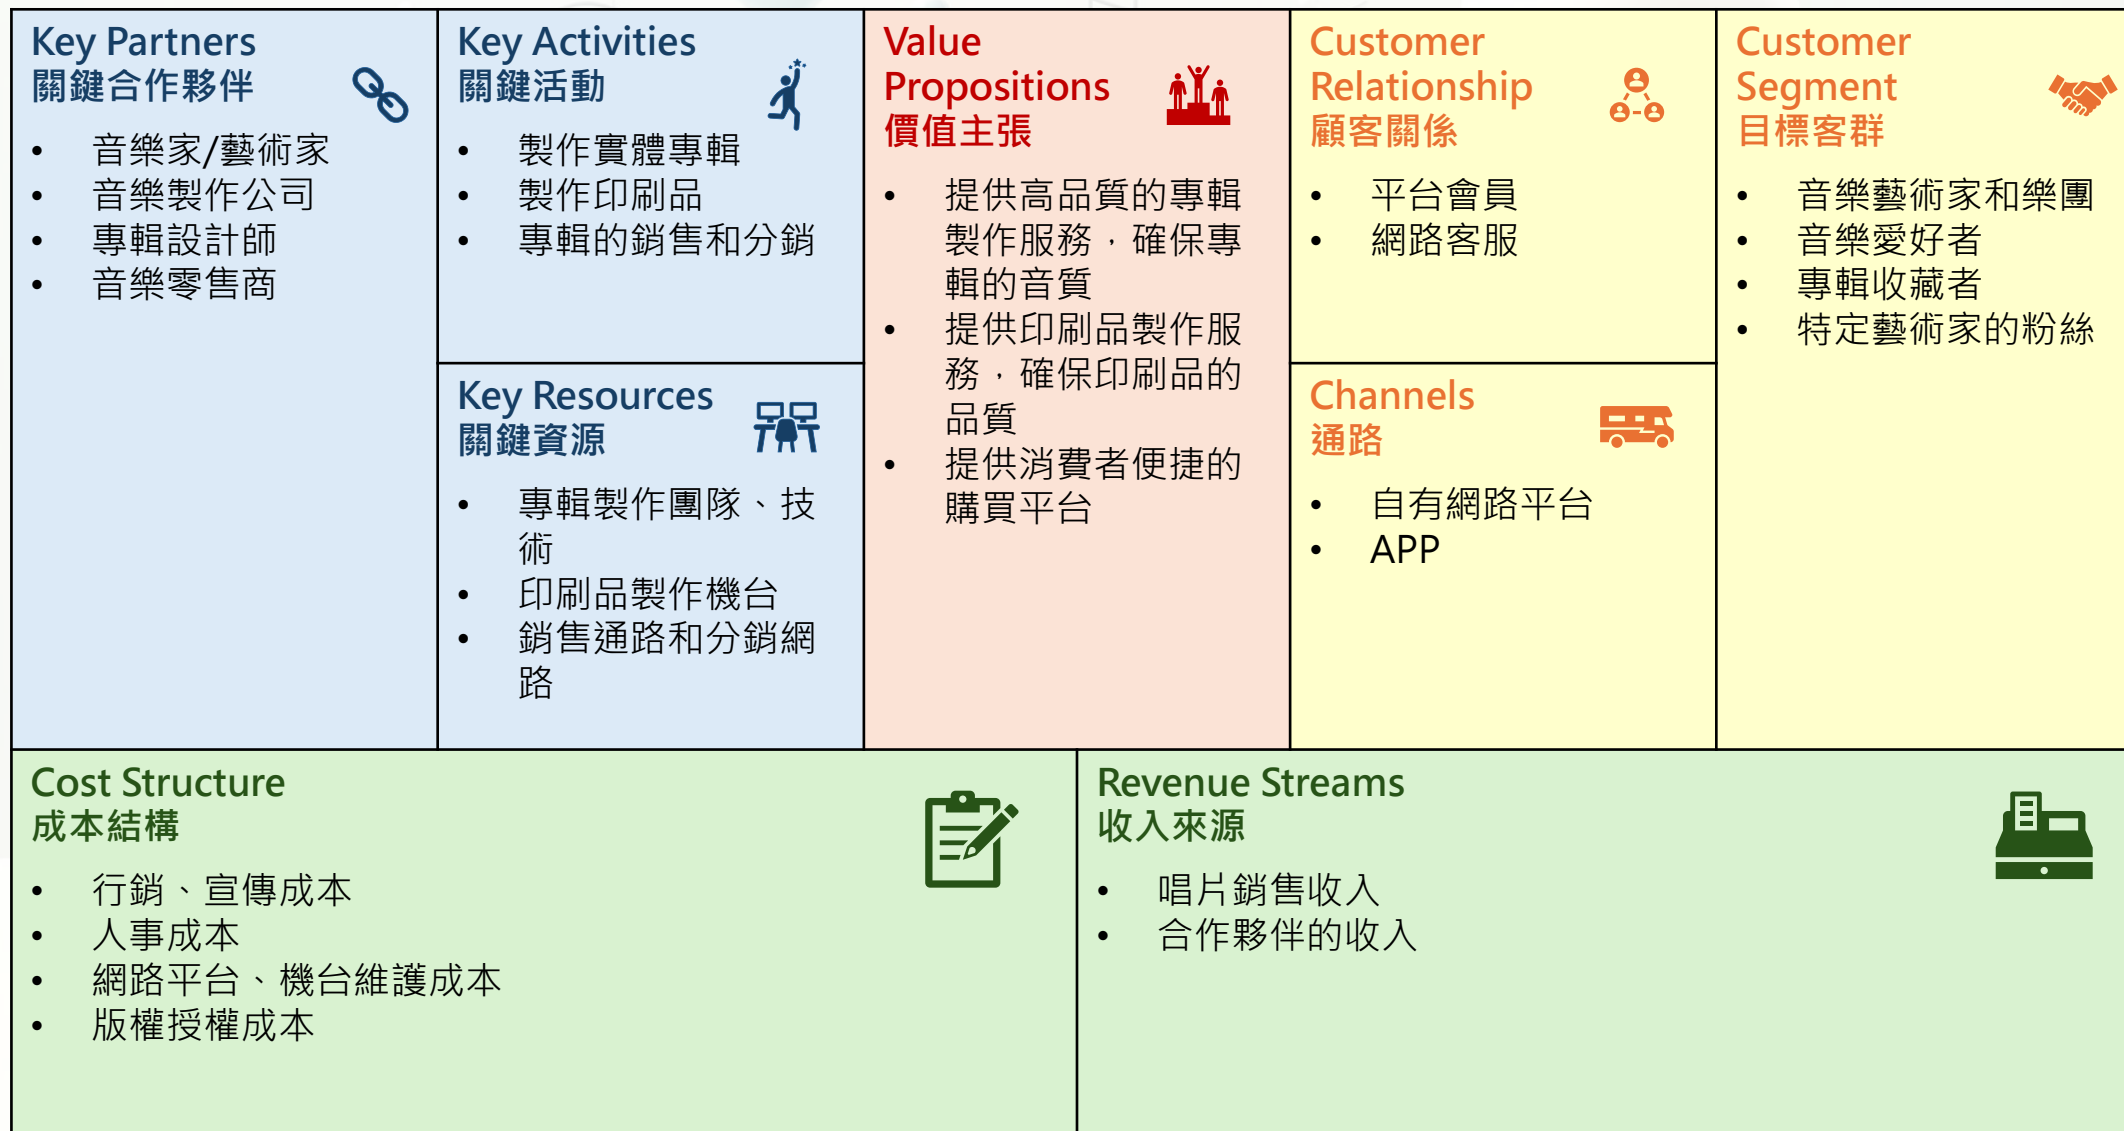 Key Partners
關鍵合作夥伴
• 音樂家/藝術家
• 音樂製作公司
• 專輯設計師
• 音樂零售商
Key Activities
關鍵活動
• 製作實體專輯
• 製作印刷品
• 專輯的銷售和分銷
Key Resources
關鍵資源
• 專輯製作團隊、技
術
• 印刷品製作機台
• 銷售通路和分銷網
路
Value
Propositions
價值主張
• 提供高品質的專輯
製作服務，確保專
輯的音質
• 提供印刷品製作服
務，確保印刷品的
品質
• 提供消費者便捷的
購買平台
Customer
Relationship
顧客關係
• 平台會員
• 網路客服
Channels
通路
• 自有網路平台
• APP
Customer
Segment
目標客群
• 音樂藝術家和樂團
• 音樂愛好者
• 專輯收藏者
• 特定藝術家的粉絲
Cost Structure
成本結構
• 行銷、宣傳成本
• 人事成本
• 網路平台、機台維護成本
• 版權授權成本
Revenue Streams
收入來源
• 唱片銷售收入
• 合作夥伴的收入